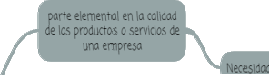 parte elemental en la calidad
de los productos o servicios de
una empresa
Necesidad